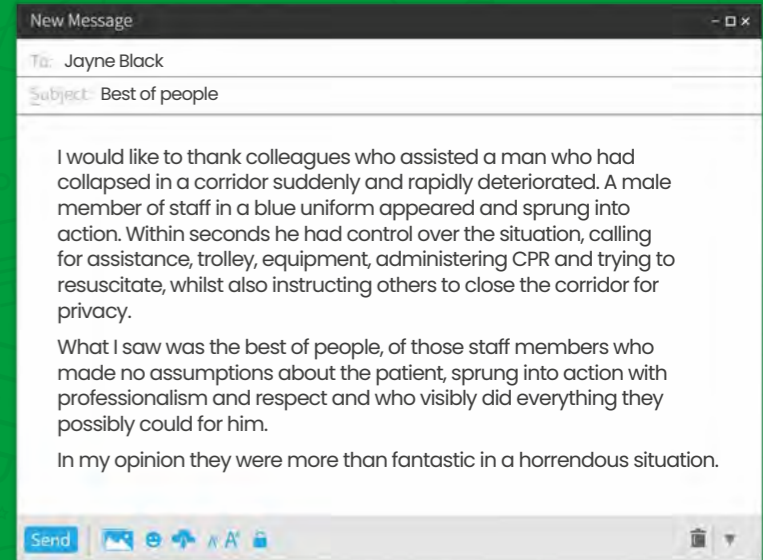 New Message
To: Jayne Black
Subject: Best of people
I would like to thank colleagues who assisted a man who had
collapsed in a corridor suddenly and rapidly deteriorated. A male
member of staff in a blue uniform appeared and sprung into
action. Within seconds he had control over the situation, calling
for assistance, trolley, equipment, administering CPR and trying to
resuscitate, whilst also instructing others to close the corridor for
privacy.
What I saw was the best of people, of those staff members who
made no assumptions about the patient, sprung into action with
professionalism and respect and who visibly did everything they
possibly could for him.
In my opinion they were more than fantastic in a horrendous situation.
Send